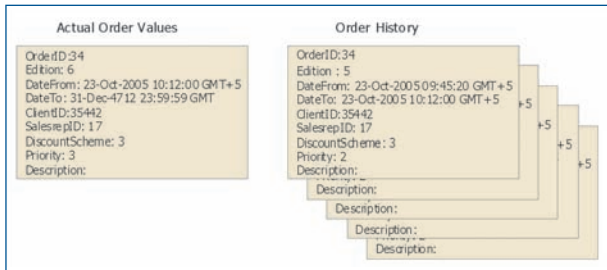 Actual Order Values
OrderID:34
Edition: 6
DateFrom: 23-Oct-2005 10:12:00 GMT+5
DateTo: 31-Dec-4712 23:59:59 GMT
ClientID:35442
SalesrepID: 17
DiscountScheme: 3
Priority: 3
Description:
Order History
OrderID:34
Edition : 5
DateFrom: 23-Oct-2005 09:45:20 GMT+5
DateTo: 23-Oct-2005 10:12:00 GMT+5
ClientID:35442
SalesrepID: 17
DiscountScheme: 3
Priority: 2
Description:
+5
+5
+5
+5
Description:
Description:
Description:
Description: